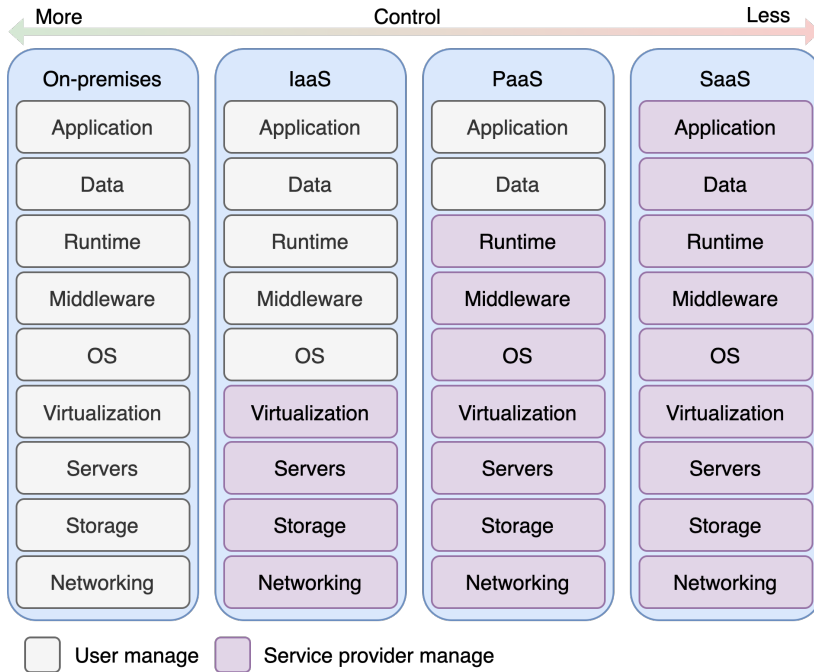 More Control Less
On-premises
Application
Data
Runtime
Middleware
OS
Virtualization
Servers
Storage
Networking
IaaS
Application
Data
Runtime
Middleware
OS
Virtualization
Servers
Storage
Networking
PaaS
Application
Data
Runtime
Middleware
OS
Virtualization
Servers
Storage
Networking
SaaS
Application
Data
Runtime
Middleware
OS
Virtualization
Servers
Storage
Networking
User manage
Service provider manage